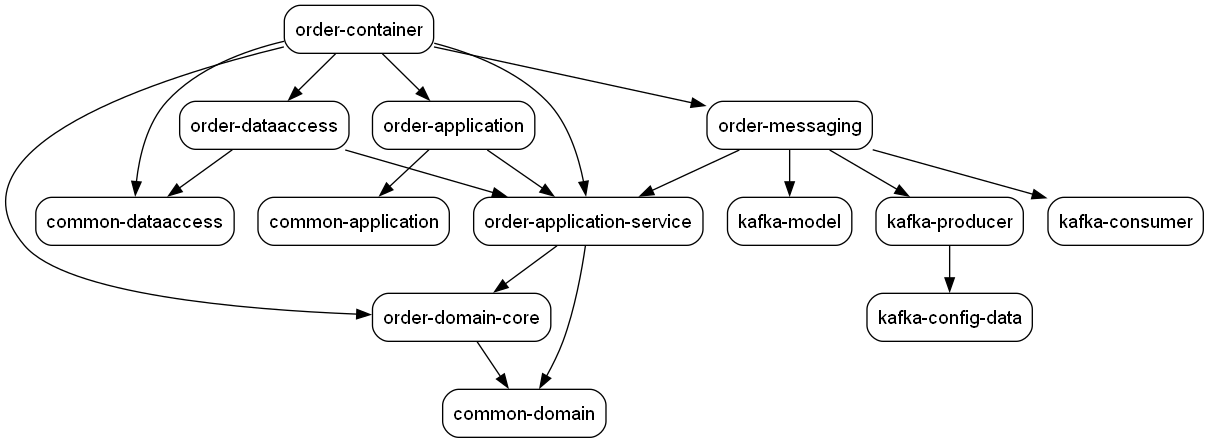 order-container
order-dataaccess
order-application
order-messaging
common-dataaccess
common-application
order-application-service
kafka-model
kafka-producer
kafka-consumer
order-domain-core
kafka-config-data
common-domain